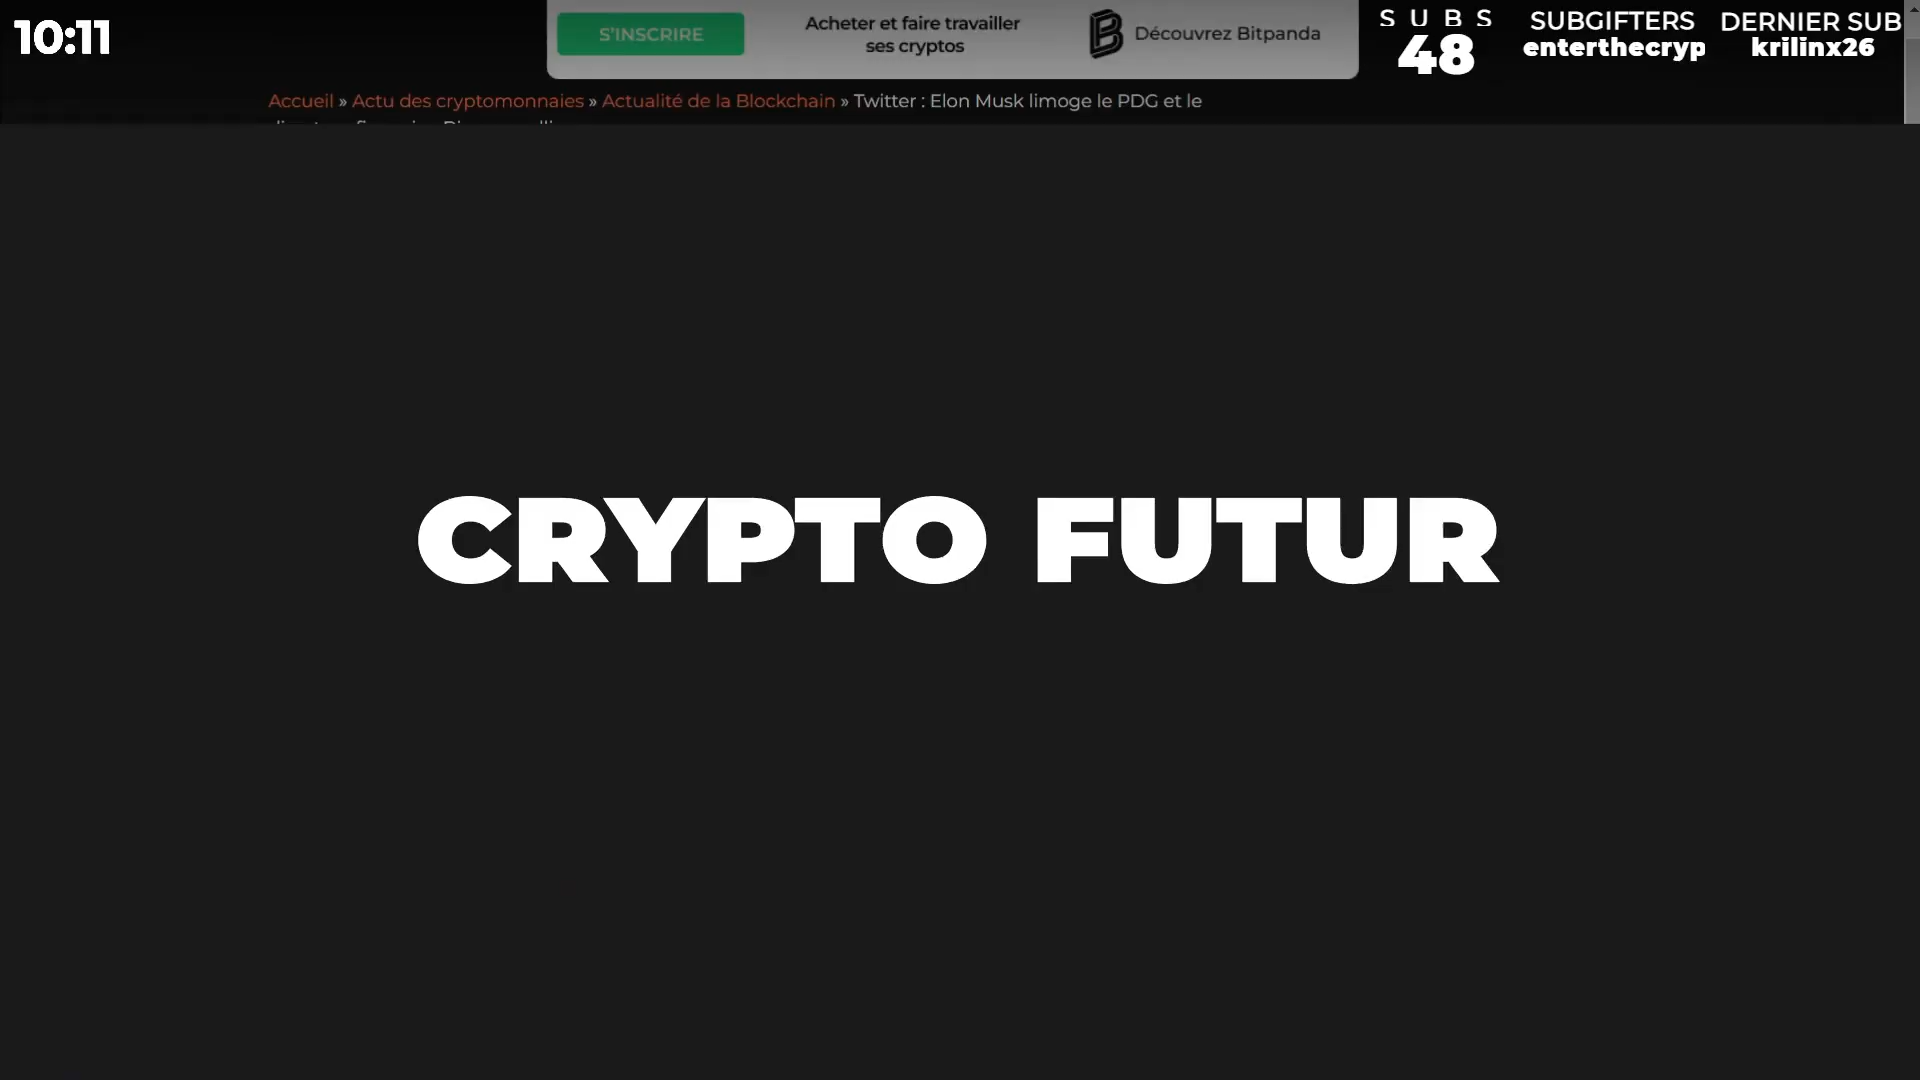 10:11
S'INSCRIRE
Acheter et faire travailler
ses cryptos
Découvrez Bitpanda
SUBS
48
SUBGIFTERS
enterthecryp
DERNIER SUB
krilinx26
Accueil » Actu des cryptomonnaies » Actualité de la Blockchain » Twitter : Elon Musk limoge le PDG et le
CRYPTO FUTUR